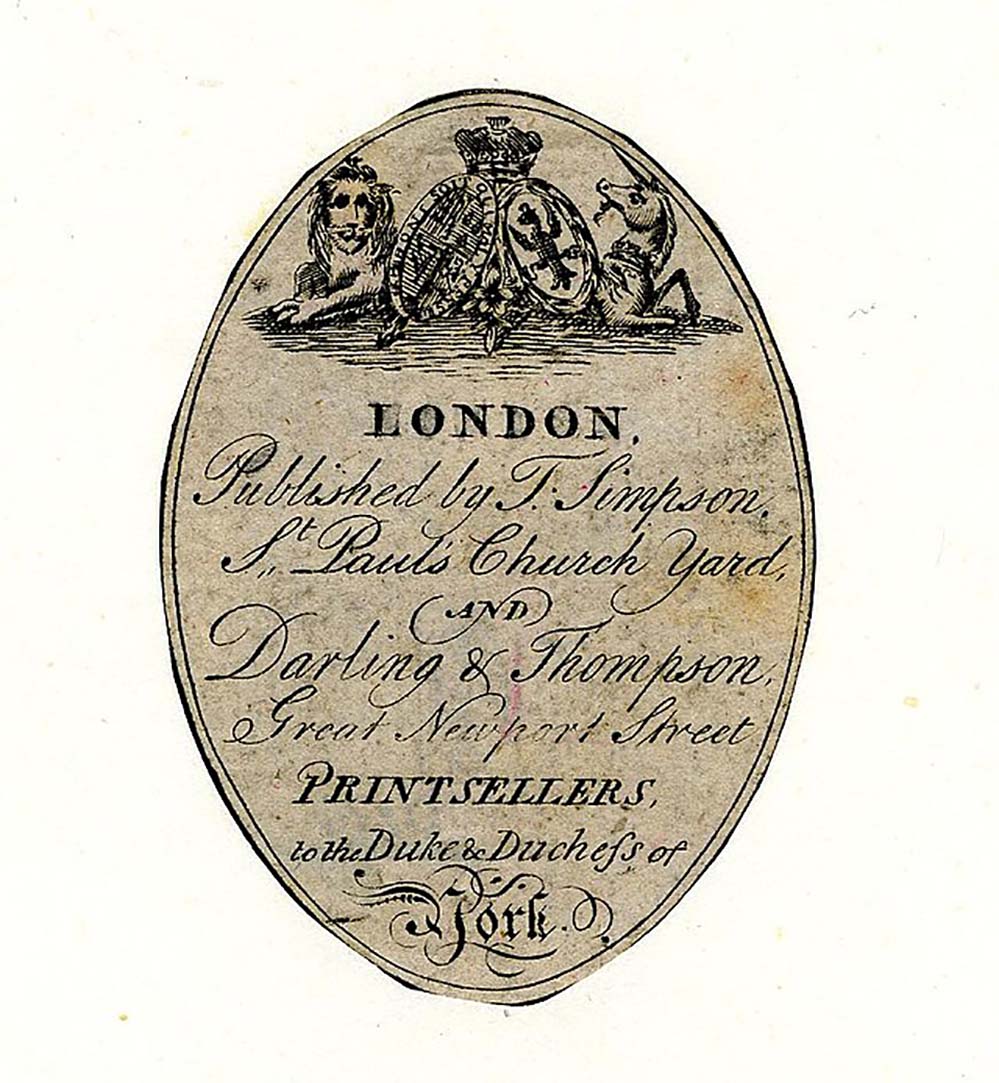 LONDON.
Published by T. Simpson,
St. Paul's Church Yard,
AND
Darling & Thompson,
Great Newport Street
PRINTSELLERS,
to the Duke & Ducheſs of
York.